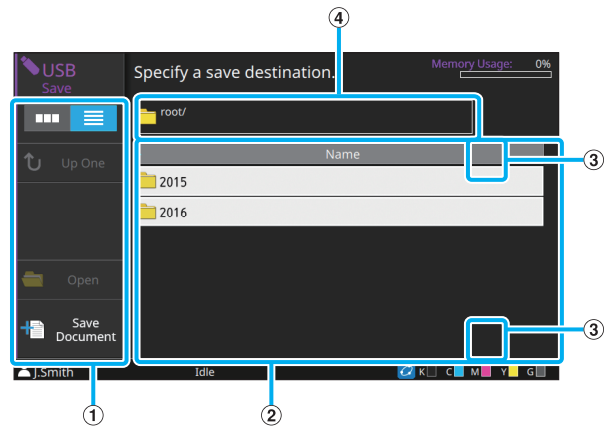 ④
USB
Save
Specify a save destination.
Memory Usage: 0%
root/
Name
③
Up One
2015
2016
Open
Save
Document
③
J.Smith
Idle
K C M Y G
①
②